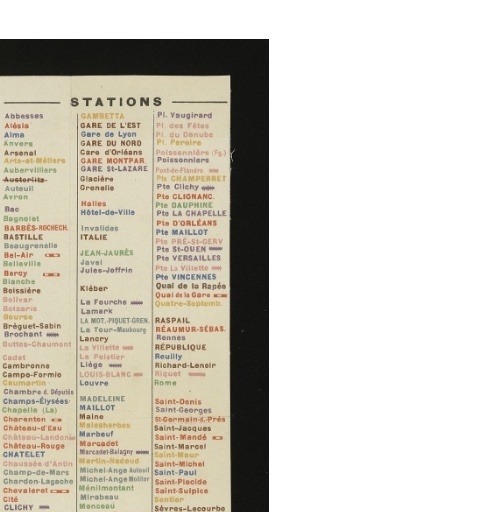 STATIONS
Abbesses
Alésia
Alma
Anvers
Arsenal
Arts-et-Métiers
Aubervilliers
Austerlitz
Auteuil
Avron
Bac
Bagnolet
BARBÈS-ROCHECH.
BASTILLE
Beaugrenelle
Bel-Air
Belleville
Bercy
Blanche
Boissière
Bolivar
Botzaris
Bourse
Bréguet-Sabin
Brochant
Buttes-Chaumont
Cadet
Cambronne
Campo-Formio
Caumartin
Chambre d. Députés
Champs-Élysées
Chapelle (La)
Charenton
Château-d'Eau
Château-Landon
Château-Rouge
CHATELET
Chaussée d'Antin
Champ-de-Mars
Chardon-Lagache
Chevaleret
Cité
CLICHY
GAMBETTA
GARE DE L'EST
Gare de Lyon
GARE DU NORD
Gare d'Orléans
GARE MONTPAR.
GARE St-LAZARE
Glacière
Grenelle
Halles
Hôtel-de-Ville
Invalides
ITALIE
JEAN-JAURÈS
Javel
Jules-Joffrin
Kléber
La Fourche
Lamark
LA MOT.-PIQUET-GREN.
La Tour-Maubourg
Lancry
La Villette
Le Peletier
Liége
LOUIS-BLANC
Louvre
MADELEINE
MAILLOT
Maine
Malesherbes
Marbeuf
Marcadet
Marcadet-Balagny
Martin-Nadaud
Michel-Ange Auteuil
Michel-Ange Molitor
Ménilmontant
Mirabeau
Monceau
Pl. Vaugirard
Pl. des Fêtes
Pl. du Danube
Pl. Pereire
Poissonnière (Fg.)
Poissonniers
Pont-de-Flandre
Pte CHAMPERRET
Pte Clichy
Pte CLIGNANC.
Pte DAUPHINE
Pte LA CHAPELLE
Pte D'ORLÉANS
Pte MAILLOT
Pte PRÉ-St-GERV
Pte St-OUEN
Pte VERSAILLES
Pte La Villette
Pte VINCENNES
Quai de la Rapée
Quai de la Gare
Quatre-Septemb.
RASPAIL
RÉAUMUR-SÉBAS.
Rennes
RÉPUBLIQUE
Reuilly
Richard-Lenoir
Riquet
Rome
Saint-Denis
Saint-Georges
St-Germain-d.-Prés
Saint-Jacques
Saint-Mandé
Saint-Marcel
Saint-Maur
Saint-Michel
Saint-Paul
Saint-Placide
Saint-Sulpice
Sentier
Sèvres-Lecourbe